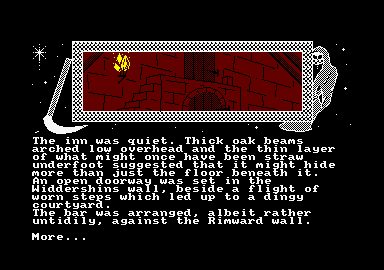 The inn was quiet. Thick oak beams
arched low overhead and the thin layer
of what might once have been straw
underfoot suggested that it might hide
more than just the floor beneath it.
An open doorway was set in the
Widdershins wall, beside a flight of
worn steps which led up to a dingy
courtyard.
The bar was arranged, albeit rather
untidily, against the Rimward wall.
More...